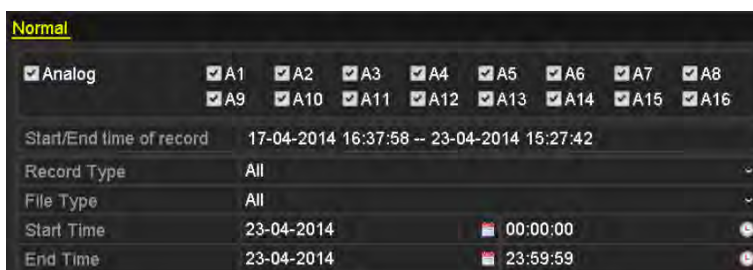 Normal
Analog A1 A2 A3 A4 A5 A6 A7 A8
A9 A10 A11 A12 A13 A14 A15 A16
Start/End time of record 17-04-2014 16:37:58 -- 23-04-2014 15:27:42
Record Type All
File Type All
Start Time 23-04-2014 00:00:00
End Time 23-04-2014 23:59:59